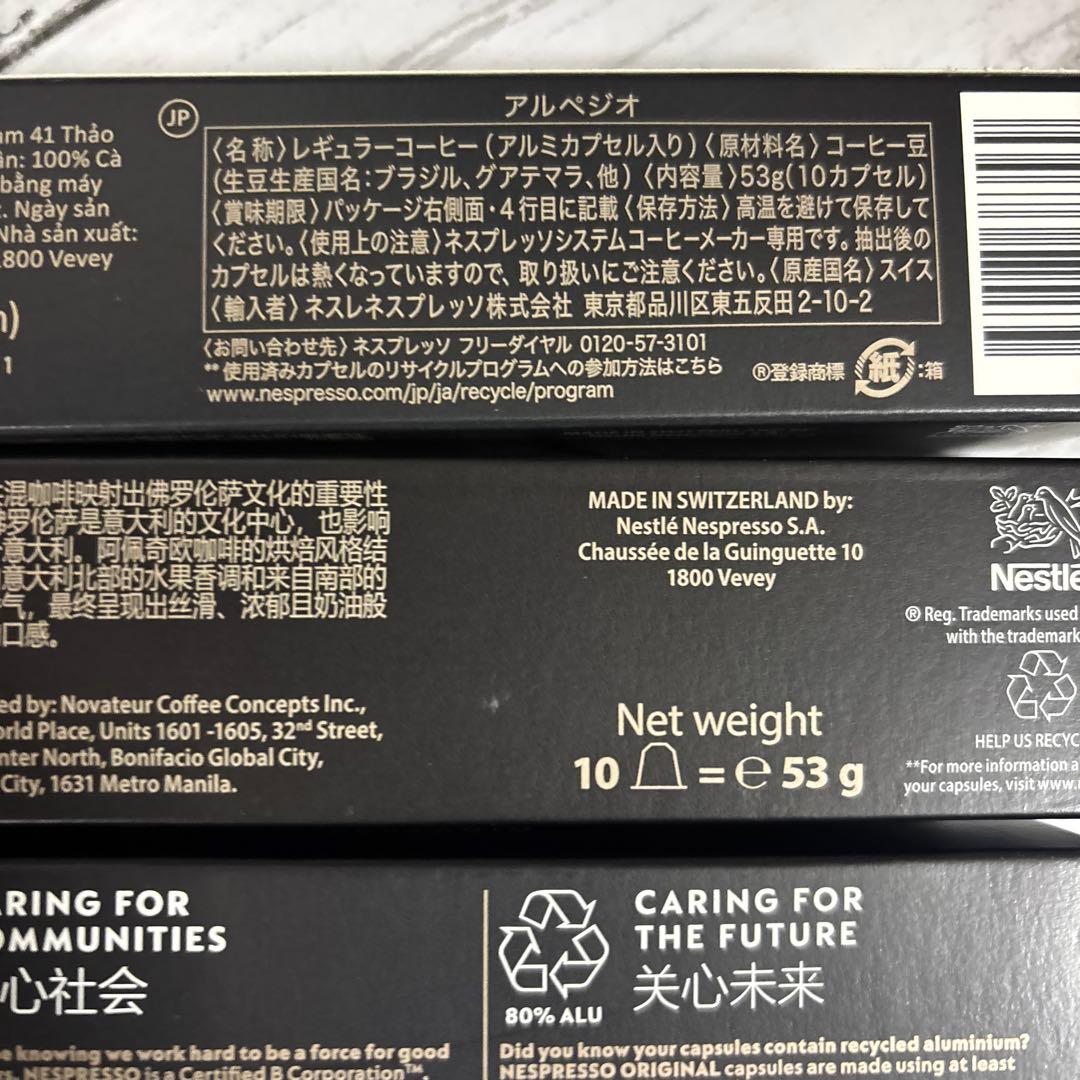 アルペジオ
41 Thảo
100% Cà
bằng máy
Ngày sản
Nhà sản xuất:
1800 Vevey
1
JP
〈名称〉レギュラーコーヒー(アルミカプセル入り)〈原材料名〉コーヒー豆
(生豆生産国名:ブラジル、グアテマラ、他)〈内容量〉53g(10カプセル)
〈賞味期限〉パッケージ右側面・4行目に記載〈保存方法〉高温を避けて保存して
ください。〈使用上の注意〉ネスプレッソシステムコーヒーメーカー専用です。抽出後の
カプセルは熱くなっていますので、取り扱いにご注意ください。〈原産国名〉スイス
〈輸入者〉ネスレネスプレッソ株式会社 東京都品川区東五反田2-10-2
〈お問い合わせ先〉ネスプレッソ フリーダイヤル 0120-57-3101
**使用済みカプセルのリサイクルプログラムへの参加方法はこちら
www.nespresso.com/jp/ja/recycle/program
®登録商標 紙:箱
混咖啡映射出佛罗伦萨文化的重要性
佛罗伦萨是意大利的文化中心，也影响
意大利。阿佩奇欧咖啡的烘焙风格结
意大利北部的水果香调和来自南部的
气，最终呈现出丝滑、浓郁且奶油般
口感。
by: Novateur Coffee Concepts Inc.,
Place, Units 1601 -1605, 32nd Street,
North, Bonifacio Global City,
City, 1631 Metro Manila.
MADE IN SWITZERLAND by:
Nestlé Nespresso S.A.
Chaussée de la Guinguette 10
1800 Vevey
Net weight
10 = ℮ 53 g
Nestlé
® Reg. Trademarks used
with the trademark
HELP US RECYC
**For more information a
your capsules, visit www.
RING FOR
OMMUNITIES
心社会
knowing we work hard to be a force for good
NESPRESSO is a Certified B Corporation™.
80% ALU
CARING FOR
THE FUTURE
关心未来
Did you know your capsules contain recycled aluminium?
NESPRESSO ORIGINAL capsules are made using at least